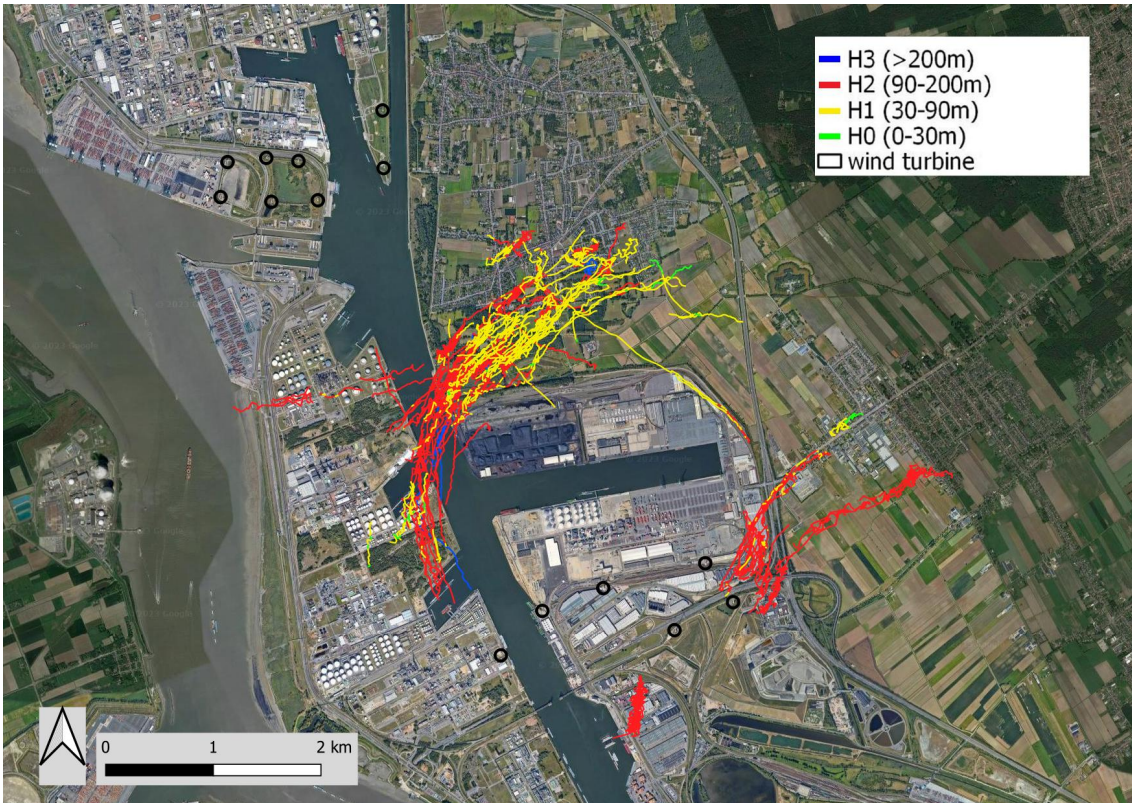 H3 (>200m)
H2 (90-200m)
H1 (30-90m)
H0 (0-30m)
wind turbine
0 1 2 km